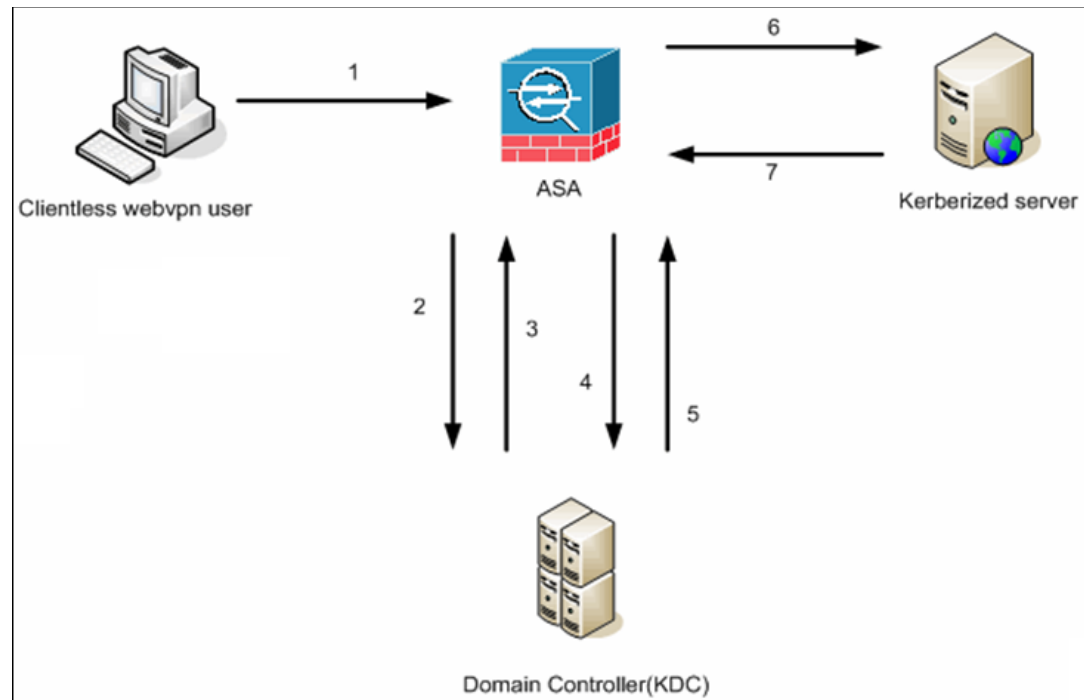 1
6
7
ASA
Clientless webvpn user
Kerberized server
2
3
4
5
Domain Controller(KDC)